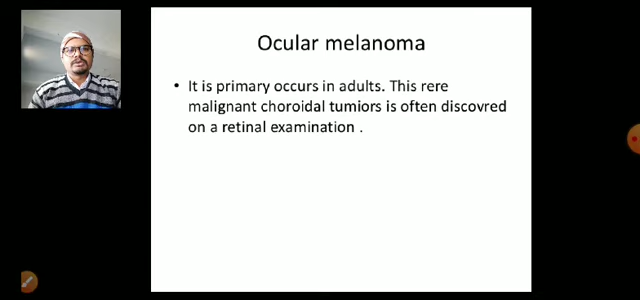 Ocular melanoma
• It is primary occurs in adults. This rere
malignant choroidal tumiors is often discovred
on a retinal examination .